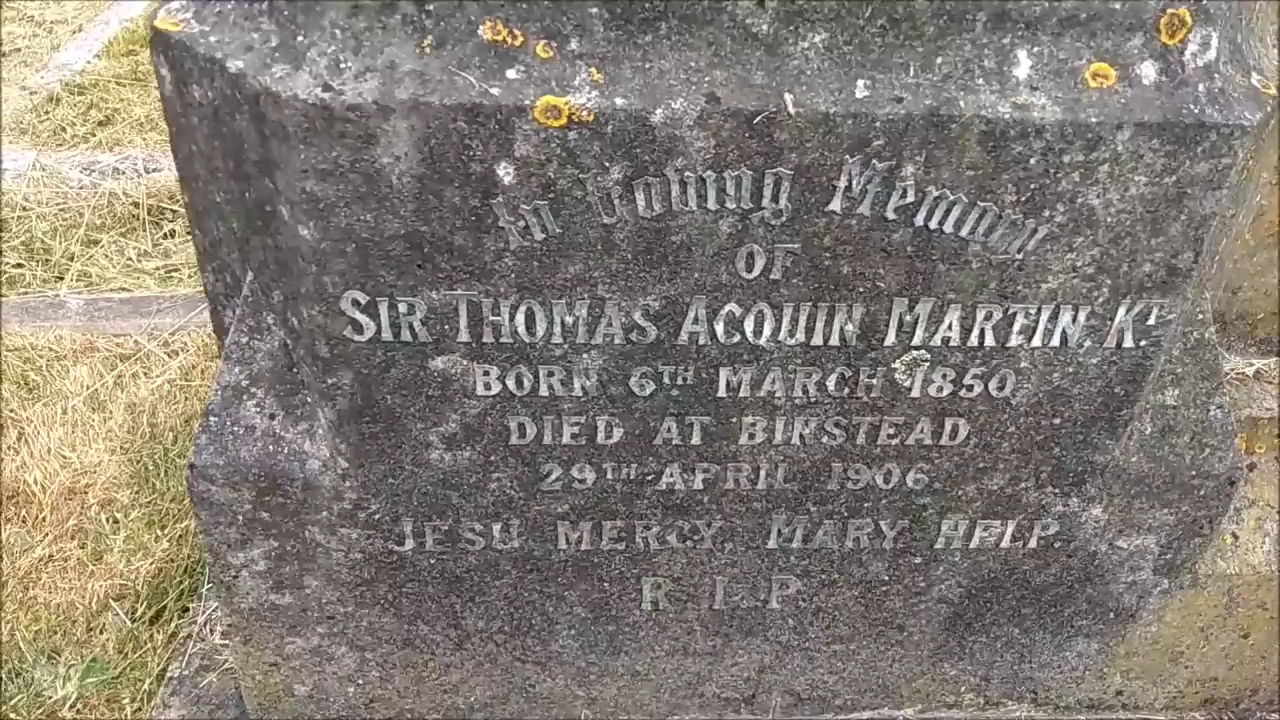 In Loving Memory
OF
SIR THOMAS ACQUIN MARTIN, KT.
BORN 6TH MARCH 1850
DIED AT BINSTEAD
29TH APRIL 1906.
JESU MERCY, MARY HELP.
R.I.P.